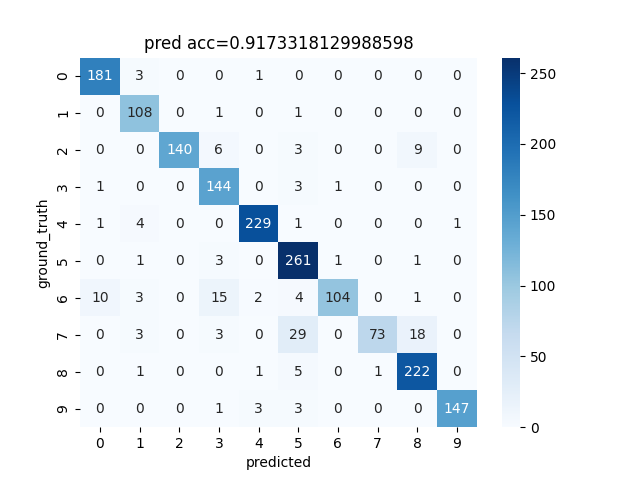 pred acc=0.9173318129988598
0 181 3 0 0 1 0 0 0 0 0
1 0 108 0 1 0 1 0 0 0 0
2 0 0 140 6 0 3 0 0 9 0
3 1 0 0 144 0 3 1 0 0 0
4 1 4 0 0 229 1 0 0 0 1
5 0 1 0 3 0 261 1 0 1 0
6 10 3 0 15 2 4 104 0 1 0
7 0 3 0 3 0 29 0 73 18 0
8 0 1 0 0 1 5 0 1 222 0
9 0 0 0 1 3 3 0 0 0 147
0 1 2 3 4 5 6 7 8 9
predicted
ground_truth
250
200
150
100
50
0